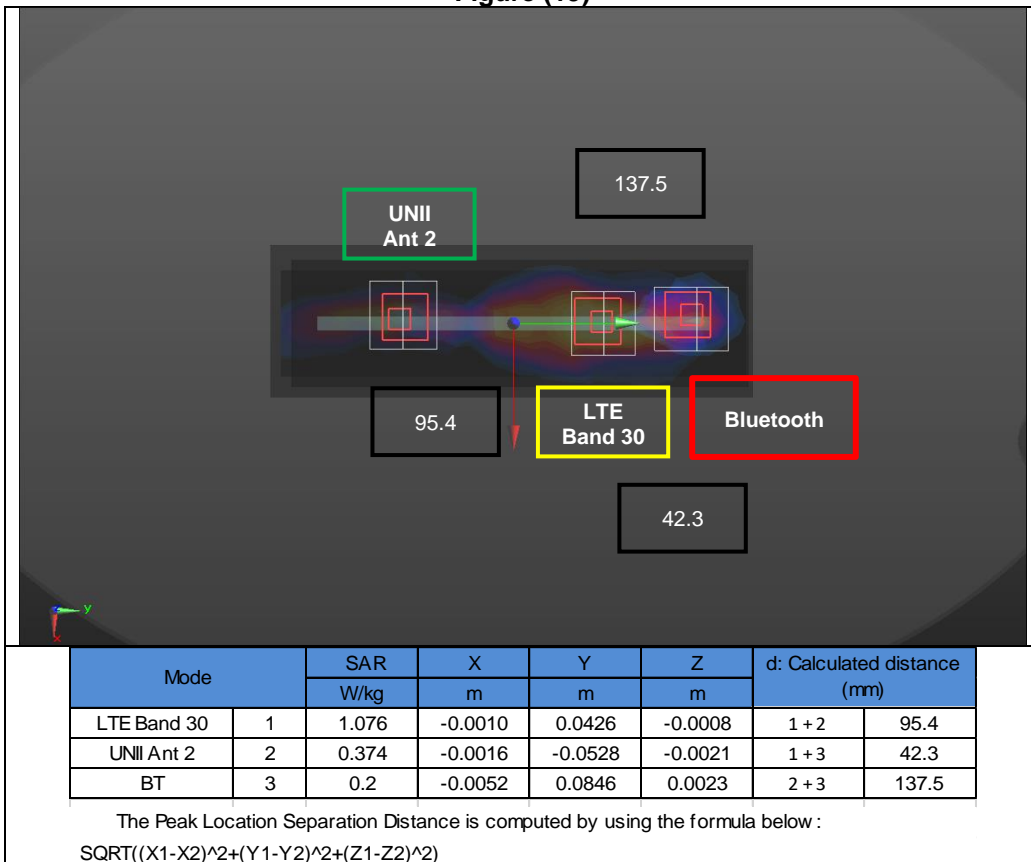 137.5
UNII
Ant 2
95.4
LTE
Band 30
Bluetooth
42.3
y
x
Mode SAR X Y Z d: Calculated distance (mm)
W/kg m m m
LTE Band 30 1 1.076 -0.0010 0.0426 -0.0008 1 + 2 95.4
UNII Ant 2 2 0.374 -0.0016 -0.0528 -0.0021 1 + 3 42.3
BT 3 0.2 -0.0052 0.0846 0.0023 2 + 3 137.5
The Peak Location Separation Distance is computed by using the formula below :
SQRT((X1-X2)^2+(Y1-Y2)^2+(Z1-Z2)^2)